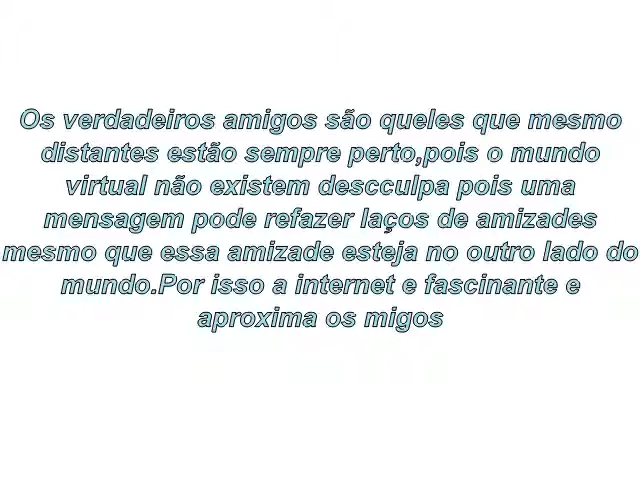 Os verdadeiros amigos são queles que mesmo
distantes estão sempre perto,pois o mundo
virtual não existem descculpa pois uma
mensagem pode refazer laços de amizades
mesmo que essa amizade esteja no outro lado do
mundo.Por isso a internet e fascinante e
aproxima os migos